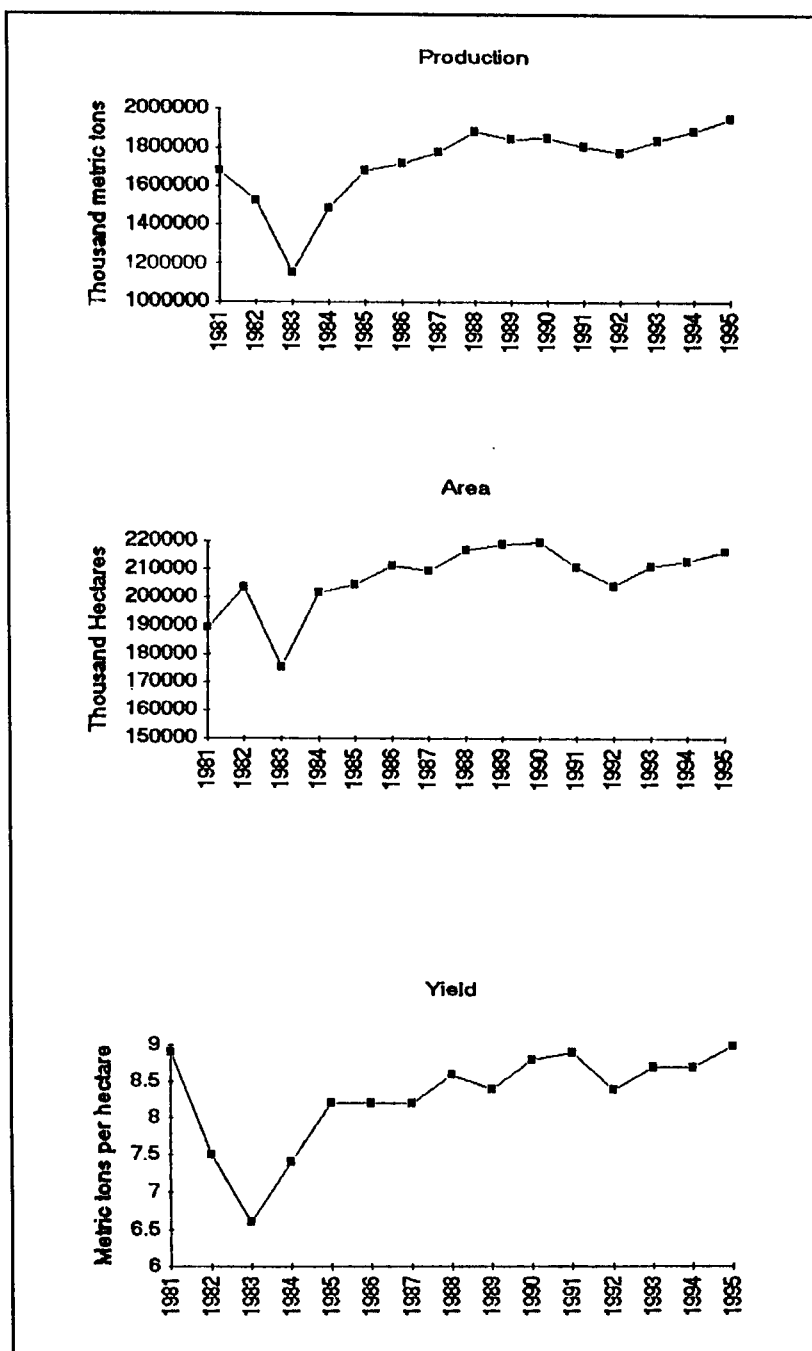 Production
Thousand metric tons
2000000
1800000
1600000
1400000
1200000
1000000
1981 1982 1983 1984 1985 1986 1987 1988 1989 1990 1991 1992 1993 1994 1995
Area
Thousand Hectares
220000
210000
200000
190000
180000
170000
160000
150000
1981 1982 1983 1984 1985 1986 1987 1988 1989 1990 1991 1992 1993 1994 1995
Yield
Metric tons per hectare
9
8.5
8
7.5
7
6.5
6
1981 1982 1983 1984 1985 1986 1987 1988 1989 1990 1991 1992 1993 1994 1995